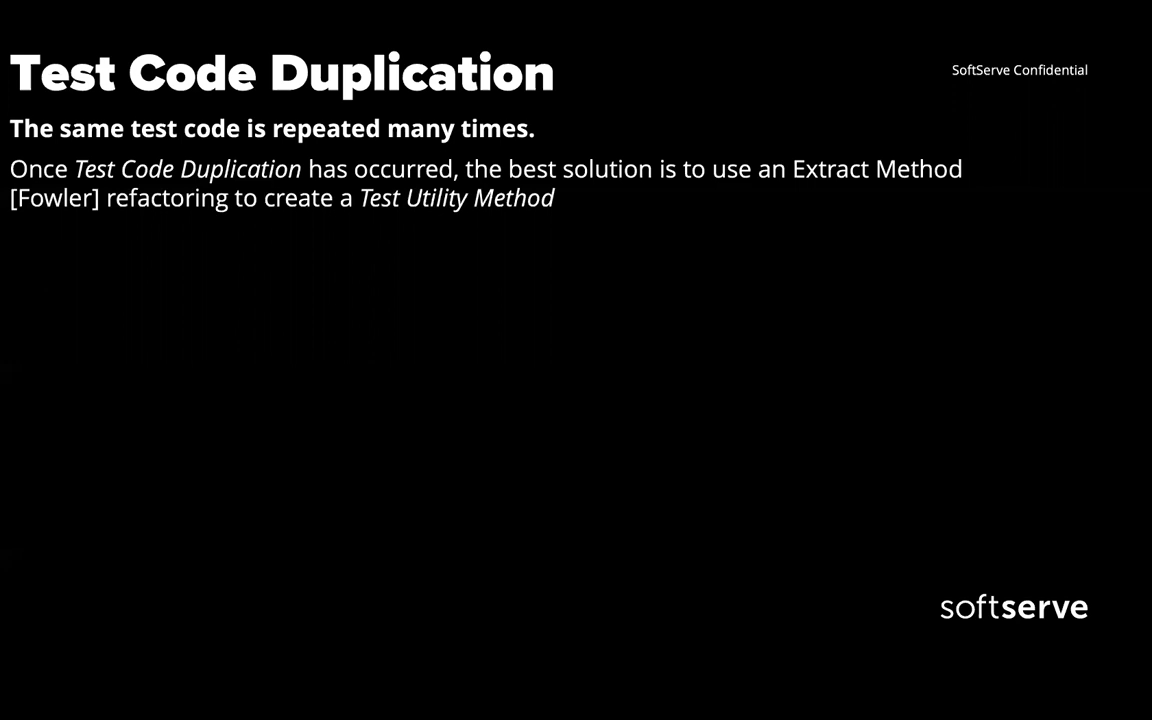 Test Code Duplication
SoftServe Confidential
The same test code is repeated many times.
Once Test Code Duplication has occurred, the best solution is to use an Extract Method
[Fowler] refactoring to create a Test Utility Method
softserve